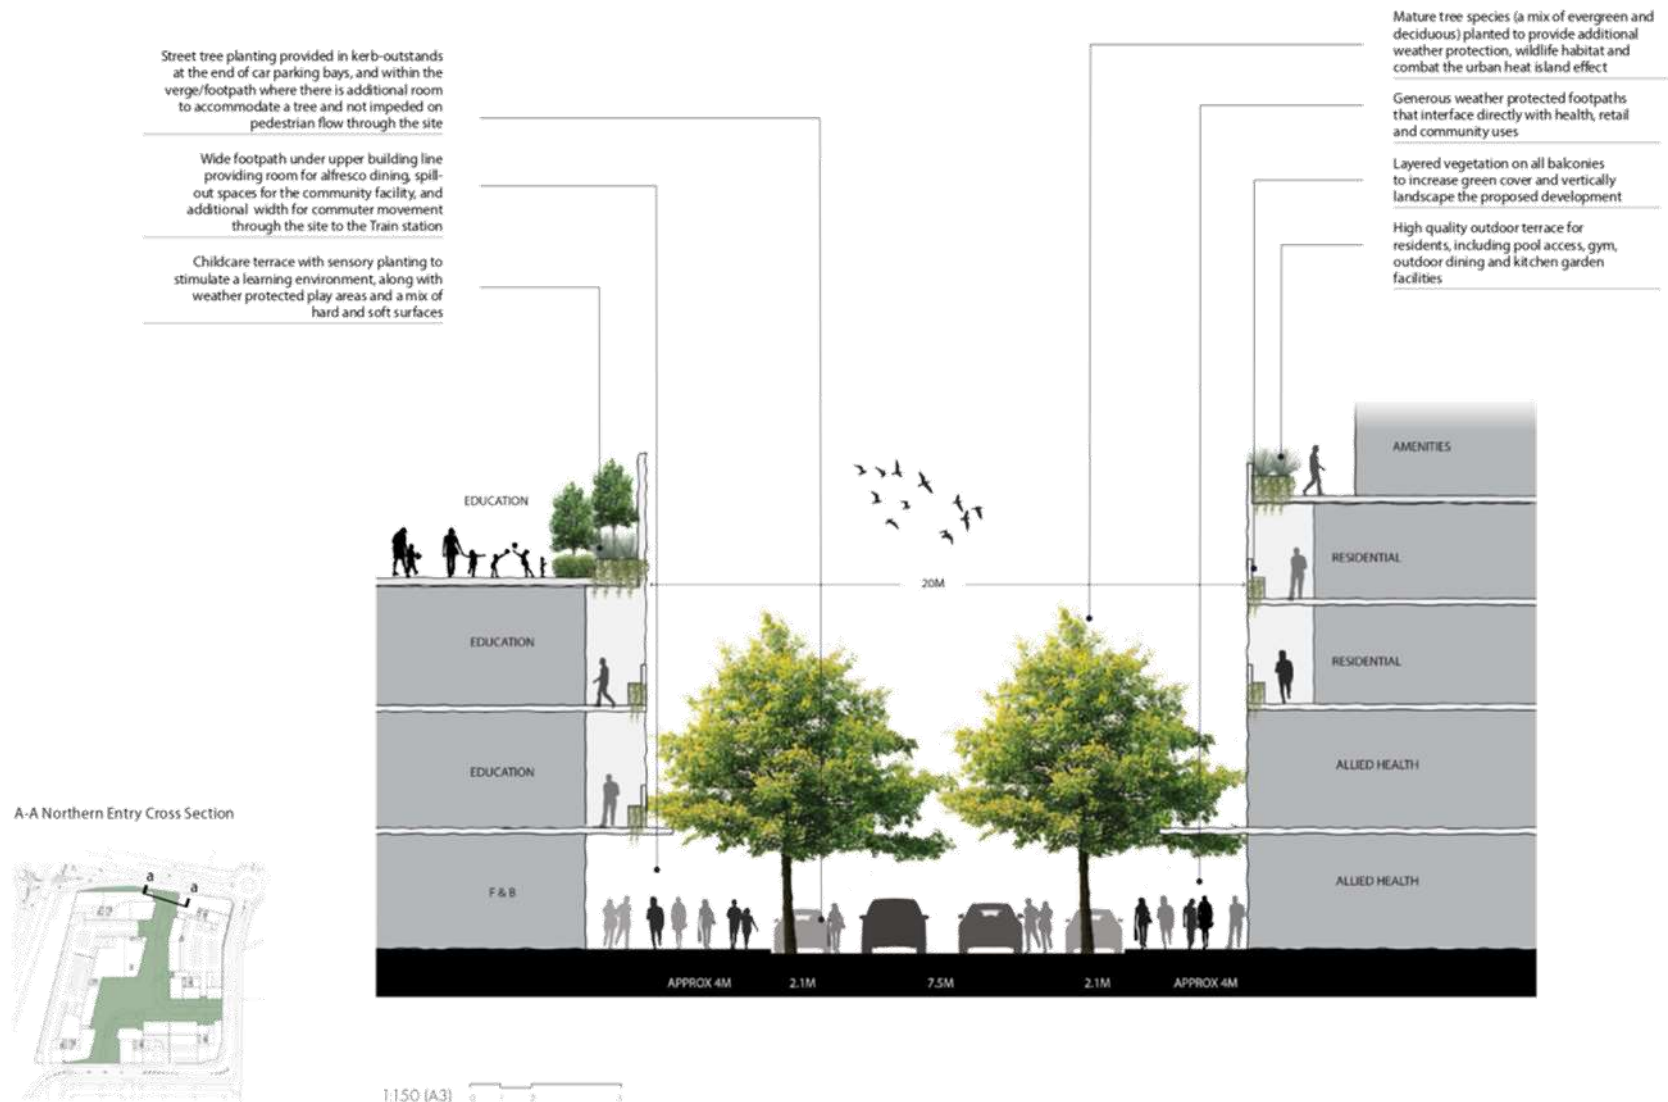 Street tree planting provided in kerb-outstands
at the end of car parking bays, and within the
verge/footpath where there is additional room
to accommodate a tree and not impeded on
pedestrian flow through the site
Wide footpath under upper building line
providing room for alfresco dining, spill-
out spaces for the community facility, and
additional width for commuter movement
through the site to the Train station
Childcare terrace with sensory planting to
stimulate a learning environment, along with
weather protected play areas and a mix of
hard and soft surfaces
Mature tree species (a mix of evergreen and
deciduous) planted to provide additional
weather protection, wildlife habitat and
combat the urban heat island effect
Generous weather protected footpaths
that interface directly with health, retail
and community uses
Layered vegetation on all balconies
to increase green cover and vertically
landscape the proposed development
High quality outdoor terrace for
residents, including pool access, gym,
outdoor dining and kitchen garden
facilities
AMENITIES
EDUCATION
RESIDENTIAL
20M
EDUCATION
RESIDENTIAL
EDUCATION
ALLIED HEALTH
F & B
ALLIED HEALTH
APPROX 4M 2.1M 7.5M 2.1M APPROX 4M
A-A Northern Entry Cross Section
a
a
1:150 (A3) 0 1 2